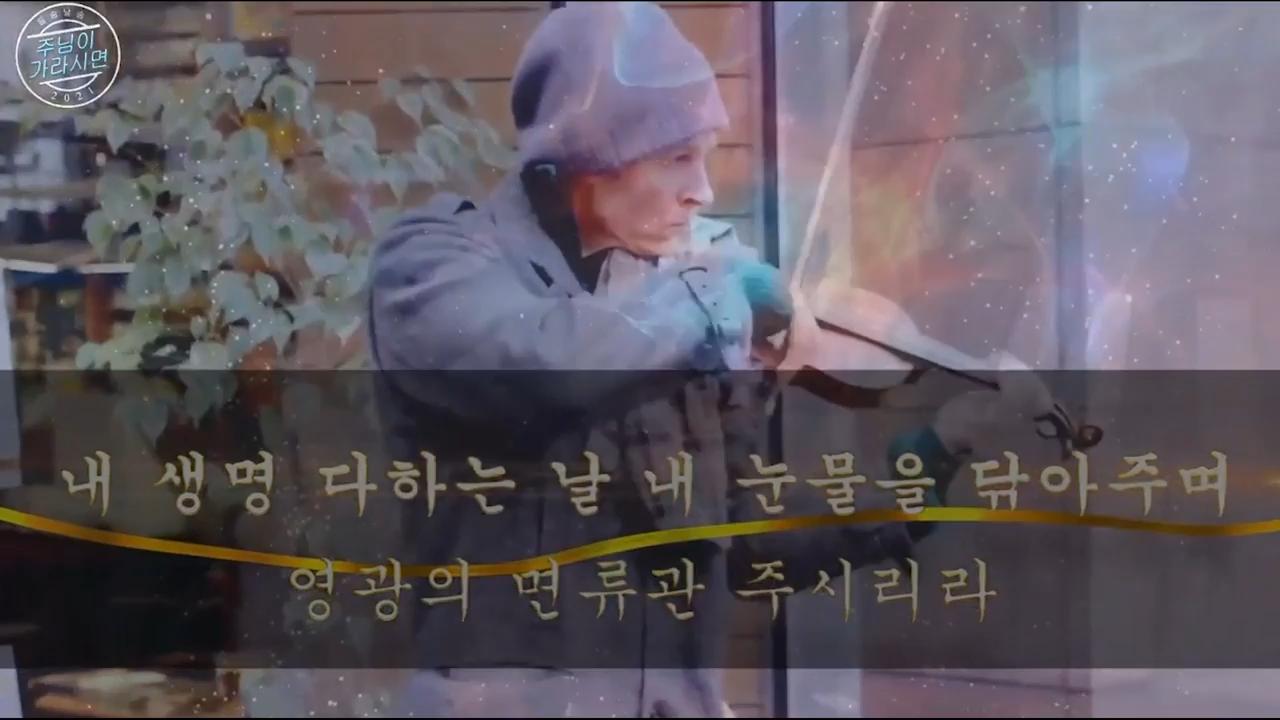 주님이
가라시면
2021
내 생명 다하는 날 내 눈물을 닦아주며
영광의 면류관 주시리라